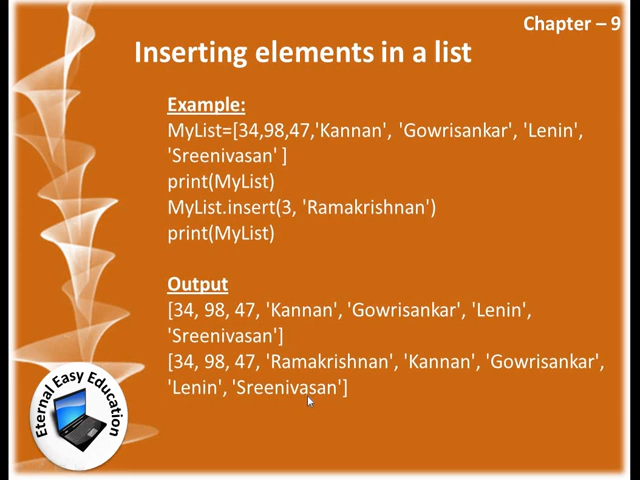 Chapter – 9
Inserting elements in a list
Example:
MyList=[34,98,47,'Kannan', 'Gowrisankar', 'Lenin',
'Sreenivasan' ]
print(MyList)
MyList.insert(3, 'Ramakrishnan')
print(MyList)
Output
[34, 98, 47, 'Kannan', 'Gowrisankar', 'Lenin',
'Sreenivasan']
[34, 98, 47, 'Ramakrishnan', 'Kannan', 'Gowrisankar',
'Lenin', 'Sreenivasan']
Eternal Easy Education